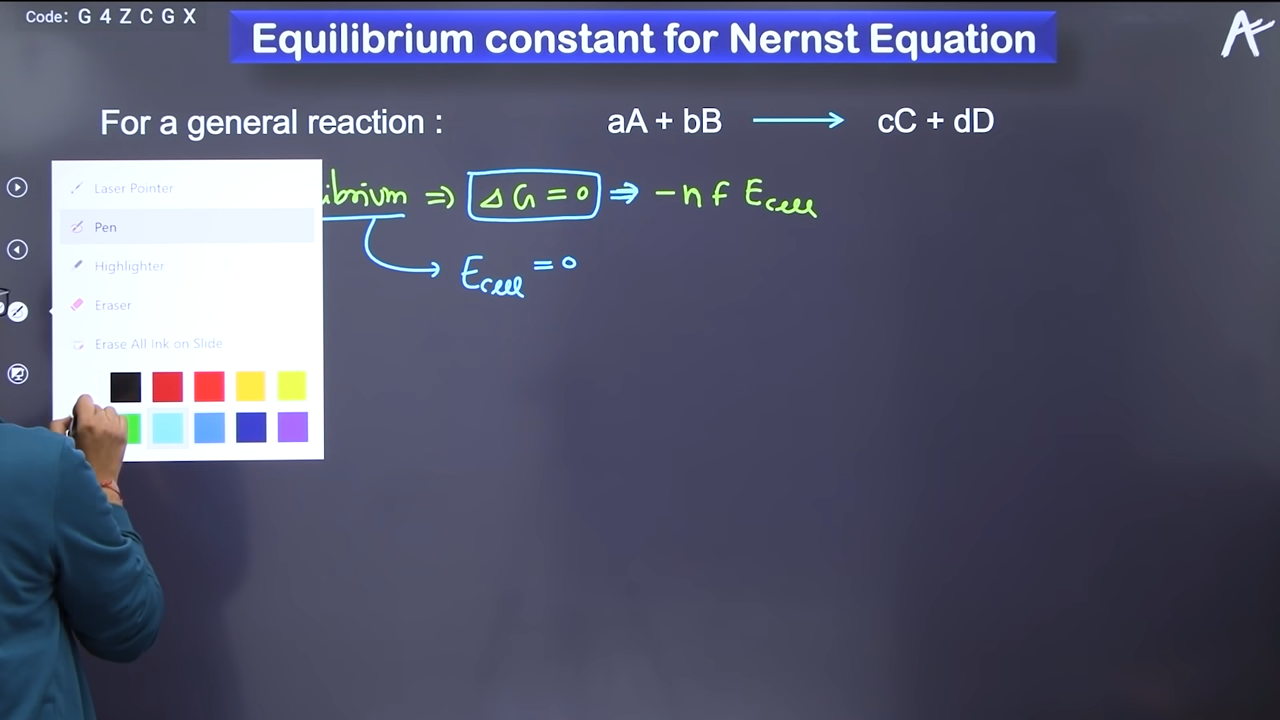 Code: G 4 Z C G X
Equilibrium constant for Nernst Equation
For a general reaction : aA + bB ⟶ cC + dD
Laser Pointer
Pen
Highlighter
Eraser
Erase All Ink on Slide
ibrium ⇒ ΔG = 0 ⇒ -n f Ecell
Ecell = 0